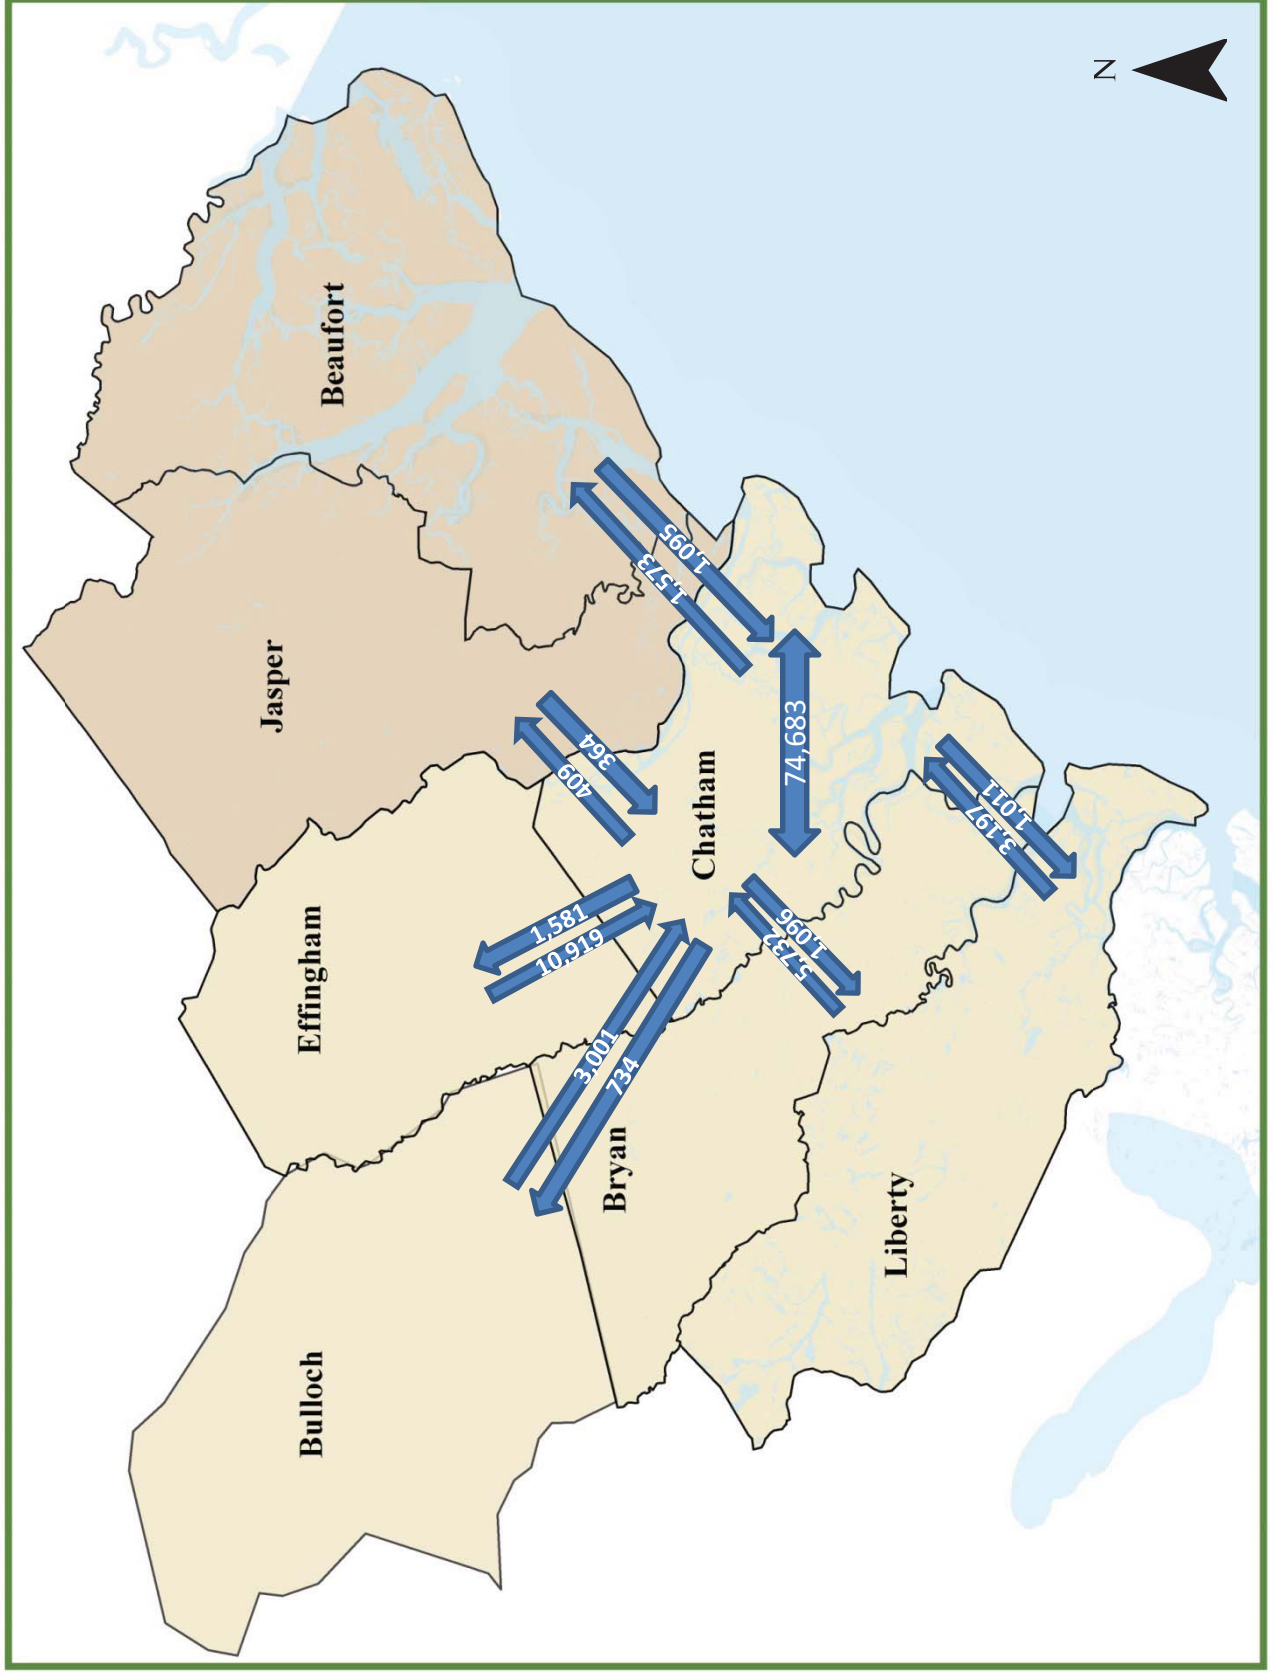 N
Beaufort
Jasper
Effingham
Bulloch
Bryan
Liberty
Chatham
1,573
1,095
409
364
1,581
10,919
3,001
734
74,683
5,732
1,096
3,197
1,011